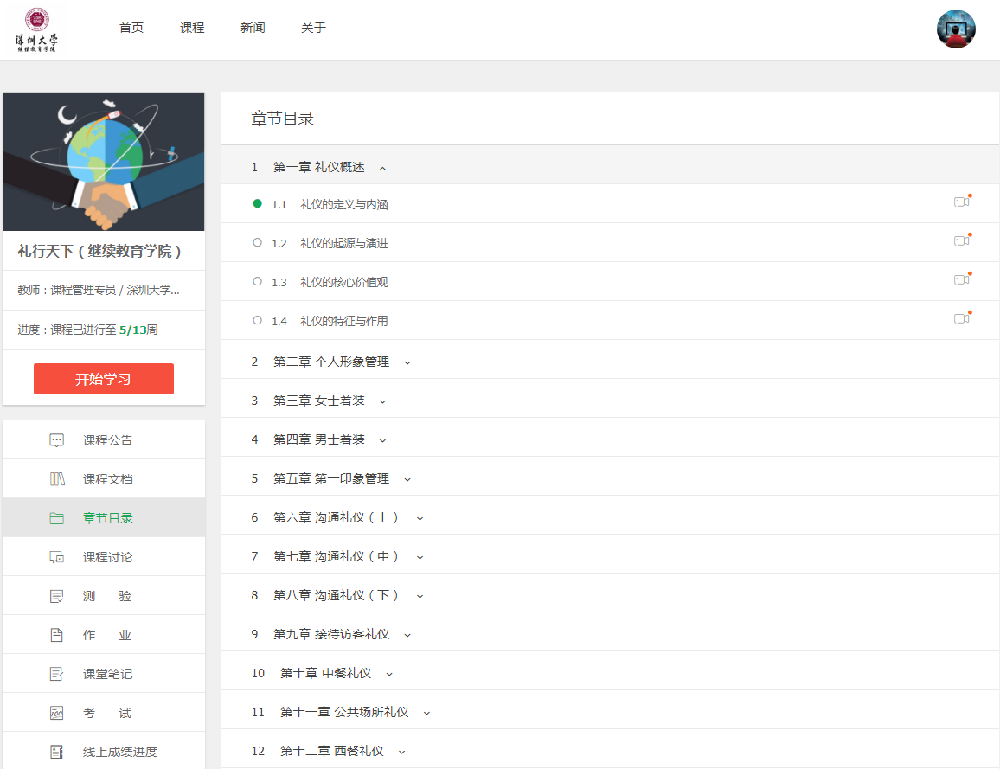 深圳大学
继续教育学院
首页 课程 新闻 关于
礼行天下（继续教育学院）
教师：课程管理专员 / 深圳大学...
进度：课程已进行至 5/13周
开始学习
课程公告
课程文档
章节目录
课程讨论
测 验
作 业
课堂笔记
考 试
线上成绩进度
章节目录
1 第一章 礼仪概述
1.1 礼仪的定义与内涵
1.2 礼仪的起源与演进
1.3 礼仪的核心价值观
1.4 礼仪的特征与作用
2 第二章 个人形象管理
3 第三章 女士着装
4 第四章 男士着装
5 第五章 第一印象管理
6 第六章 沟通礼仪（上）
7 第七章 沟通礼仪（中）
8 第八章 沟通礼仪（下）
9 第九章 接待访客礼仪
10 第十章 中餐礼仪
11 第十一章 公共场所礼仪
12 第十二章 西餐礼仪